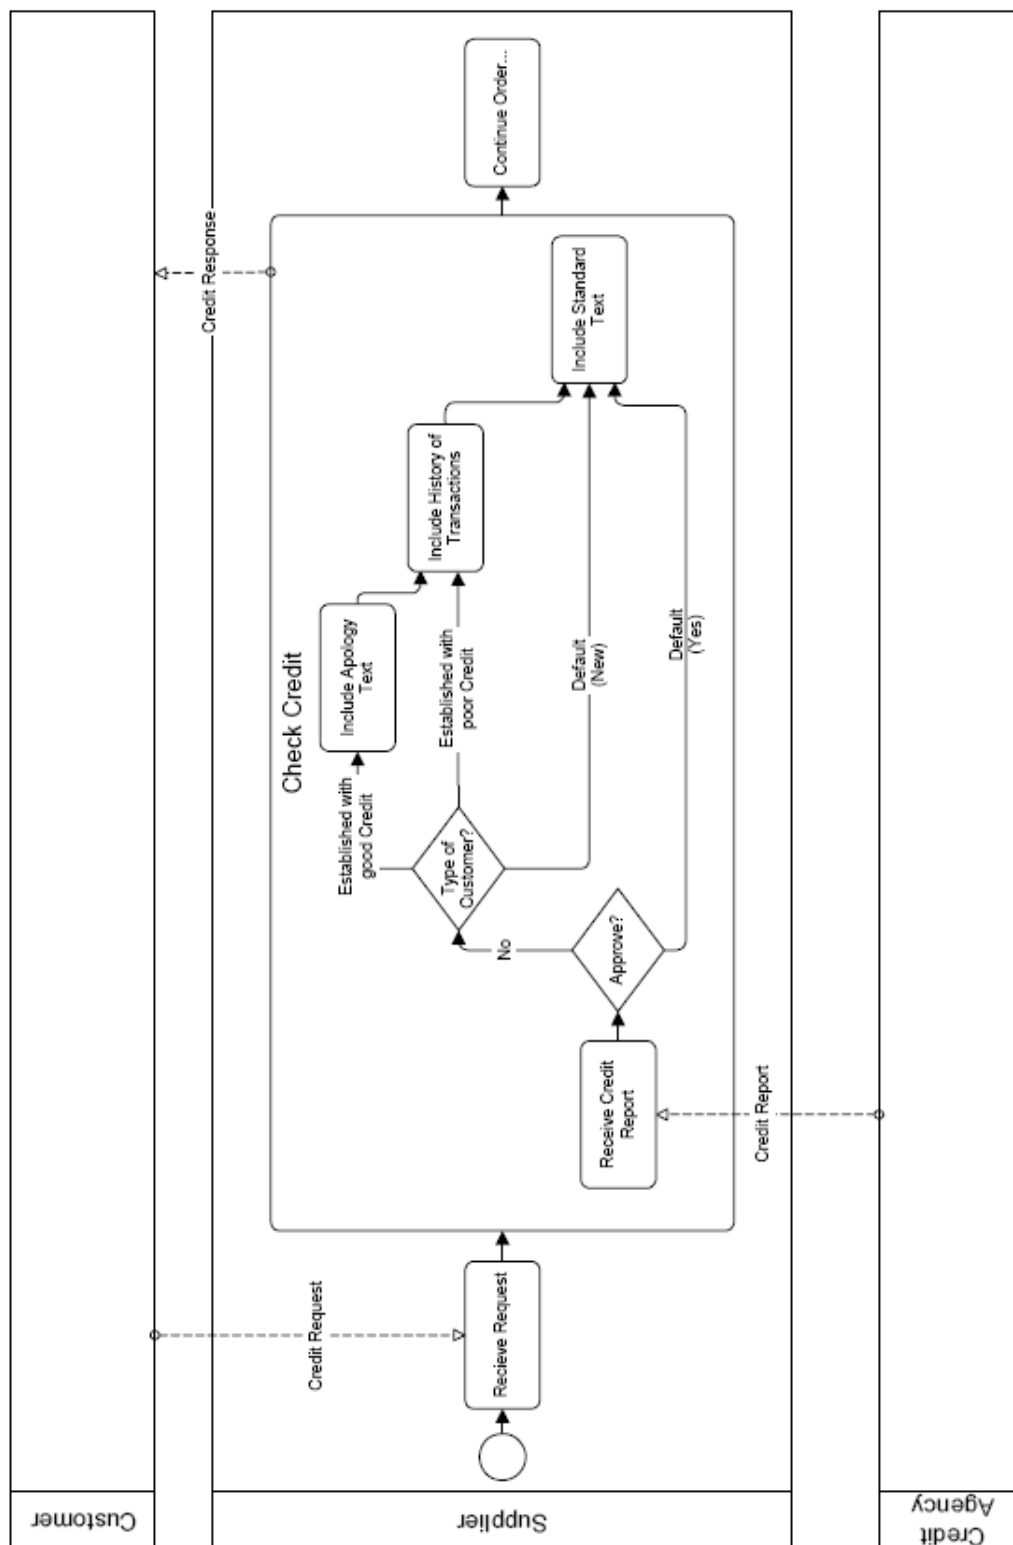 Customer
Supplier
Credit
Agency
Credit Request
Recieve Request
Check Credit
Credit Report
Receive Credit
Report
Approve?
No
Default
(Yes)
Type of
Customer?
Established with
good Credit
Established with
poor Credit
Default
(New)
Include Apology
Text
Include History of
Transactions
Include Standard
Text
Credit Response
Continue Order...